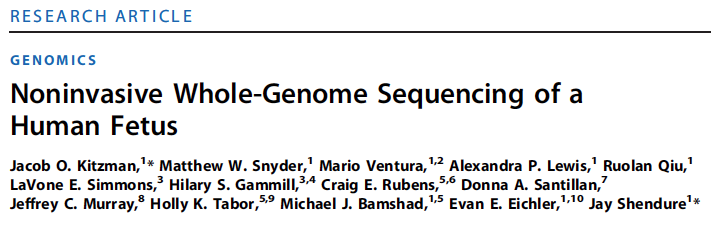 RESEARCH ARTICLE
GENOMICS
Noninvasive Whole-Genome Sequencing of a
Human Fetus
Jacob O. Kitzman,1* Matthew W. Snyder,1 Mario Ventura,1,2 Alexandra P. Lewis,1 Ruolan Qiu,1
LaVone E. Simmons,3 Hilary S. Gammill,3,4 Craig E. Rubens,5,6 Donna A. Santillan,7
Jeffrey C. Murray,8 Holly K. Tabor,5,9 Michael J. Bamshad,1,5 Evan E. Eichler,1,10 Jay Shendure1*